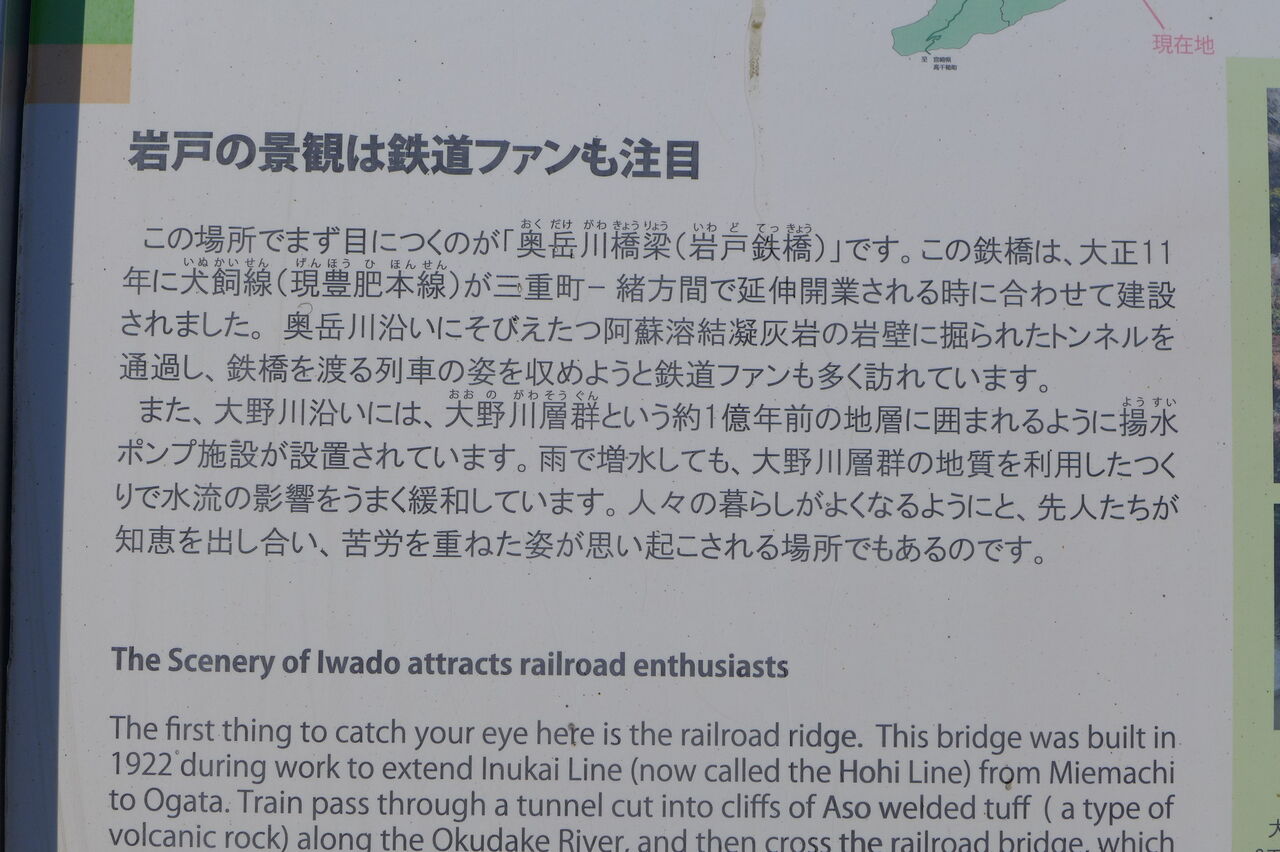 現在地
至 宮崎県
高千穂町
岩戸の景観は鉄道ファンも注目
この場所でまず目につくのが「奥岳川橋梁(岩戸鉄橋)」です。この鉄橋は、大正11
年に犬飼線(現豊肥本線)が三重町−緒方間で延伸開業される時に合わせて建設
されました。 奥岳川沿いにそびえたつ阿蘇溶結凝灰岩の岩壁に掘られたトンネルを
通過し、鉄橋を渡る列車の姿を収めようと鉄道ファンも多く訪れています。
また、大野川沿いには、大野川層群という約1億年前の地層に囲まれるように揚水
ポンプ施設が設置されています。雨で増水しても、大野川層群の地質を利用したつく
りで水流の影響をうまく緩和しています。人々の暮らしがよくなるようにと、先人たちが
知恵を出し合い、苦労を重ねた姿が思い起こされる場所でもあるのです。
The Scenery of Iwado attracts railroad enthusiasts
The first thing to catch your eye here is the railroad ridge. This bridge was built in
1922 during work to extend Inukai Line (now called the Hohi Line) from Miemachi
to Ogata. Train pass through a tunnel cut into cliffs of Aso welded tuff ( a type of
volcanic rock) along the Okudake River, and then cross the railroad bridge, which